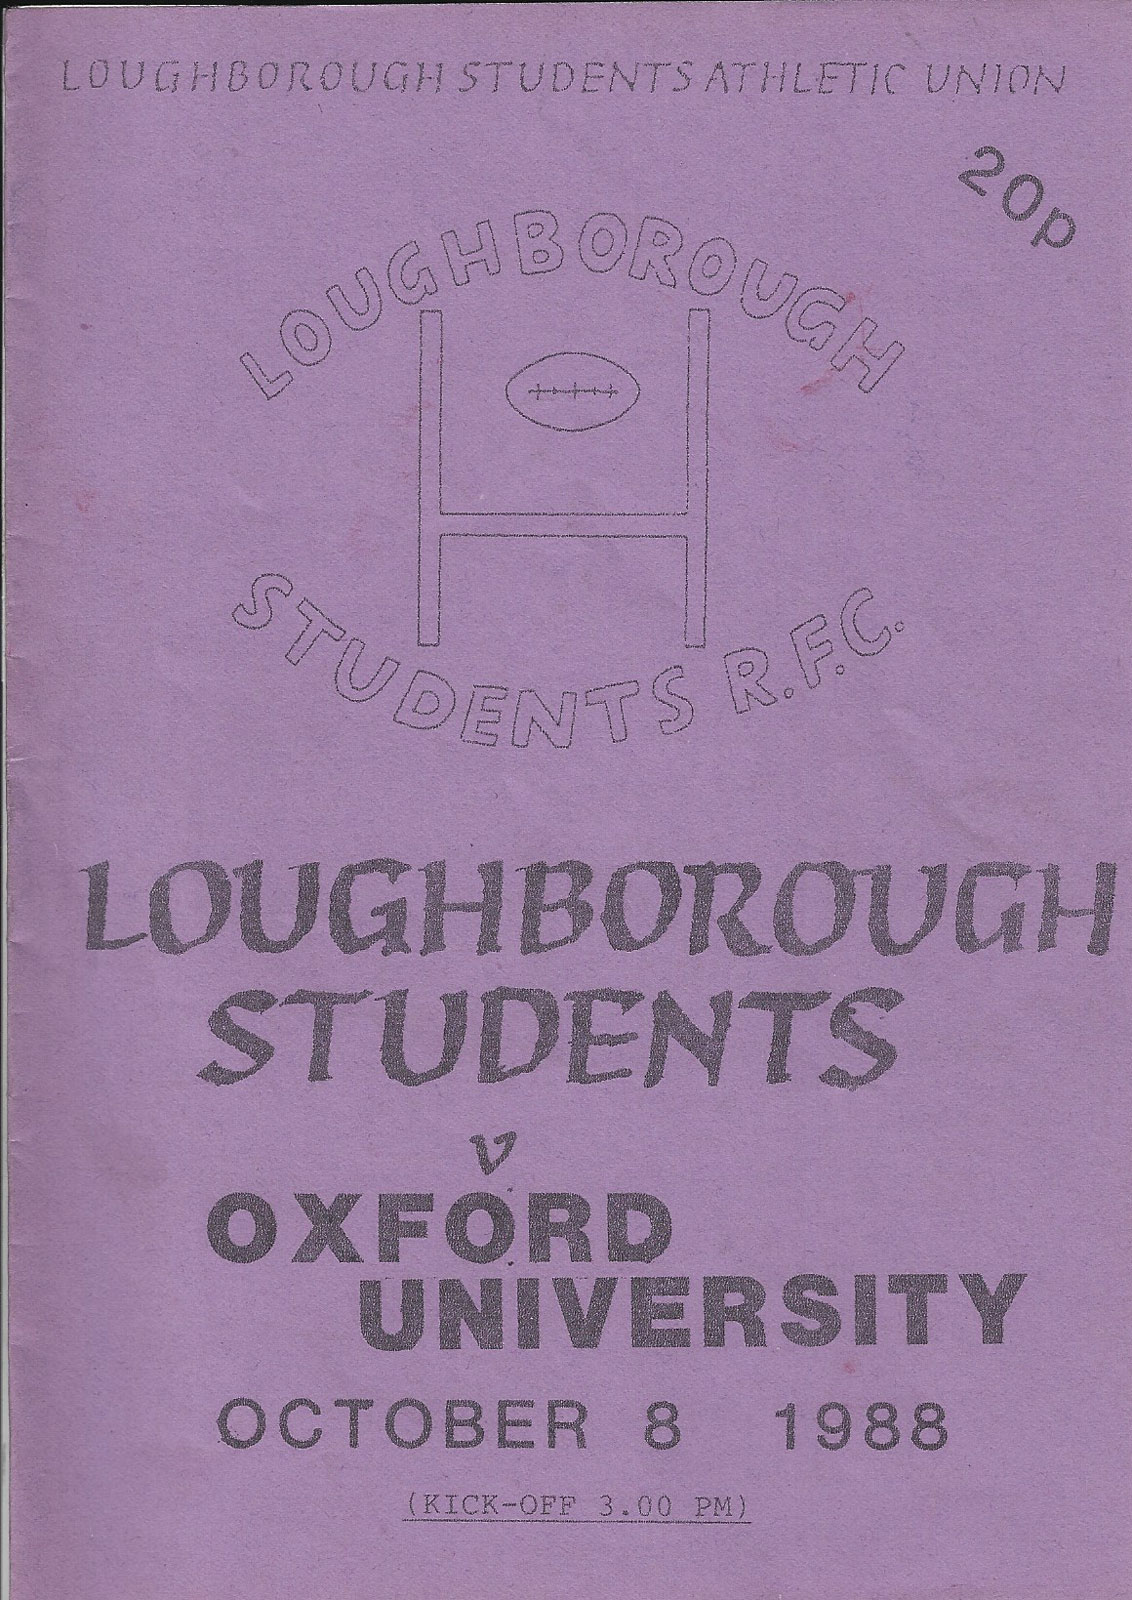 LOUGHBOROUGH STUDENTS ATHLETIC UNION
20p
LOUGHBOROUGH
STUDENTS R.F.C.
LOUGHBOROUGH
STUDENTS
v
OXFORD
UNIVERSITY
OCTOBER 8 1988
(KICK-OFF 3.00 PM)